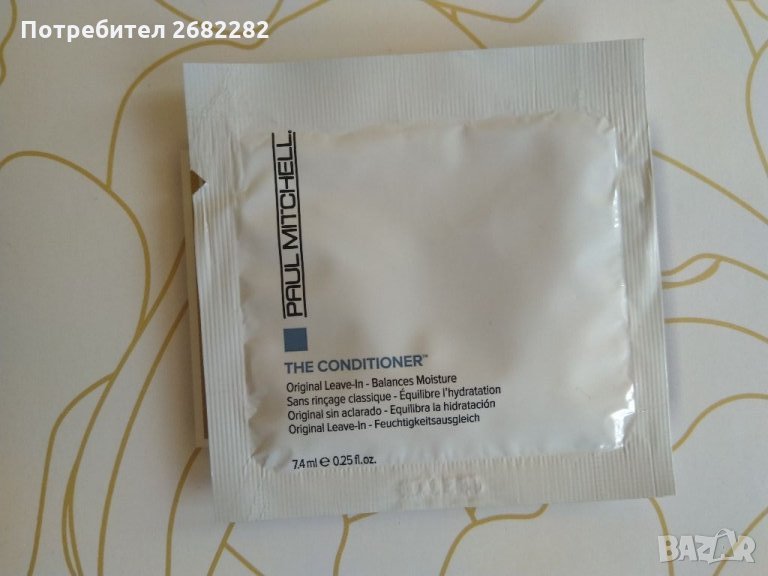 Потребител 2682282
PAUL MITCHELL®
THE CONDITIONER™
Original Leave-In - Balances Moisture
Sans rinçage classique - Équilibre l'hydratation
Original sin aclarado - Equilibra la hidratación
Original Leave-In - Feuchtigkeitsausgleich
7.4 ml ℮ 0.25 fl.oz.
BAZAR